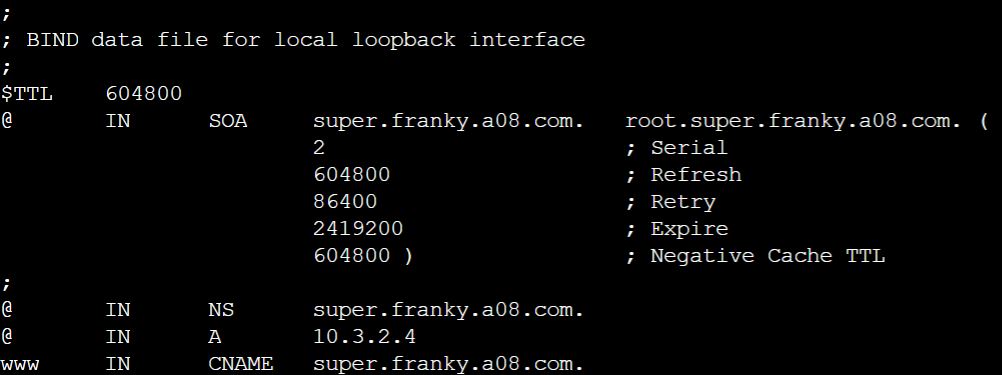 ;
; BIND data file for local loopback interface
;
$TTL    604800
@       IN      SOA     super.franky.a08.com.   root.super.franky.a08.com. (
                        2                       ; Serial
                        604800                  ; Refresh
                        86400                   ; Retry
                        2419200                 ; Expire
                        604800 )                ; Negative Cache TTL
;
@       IN      NS      super.franky.a08.com.
@       IN      A       10.3.2.4
www     IN      CNAME   super.franky.a08.com.